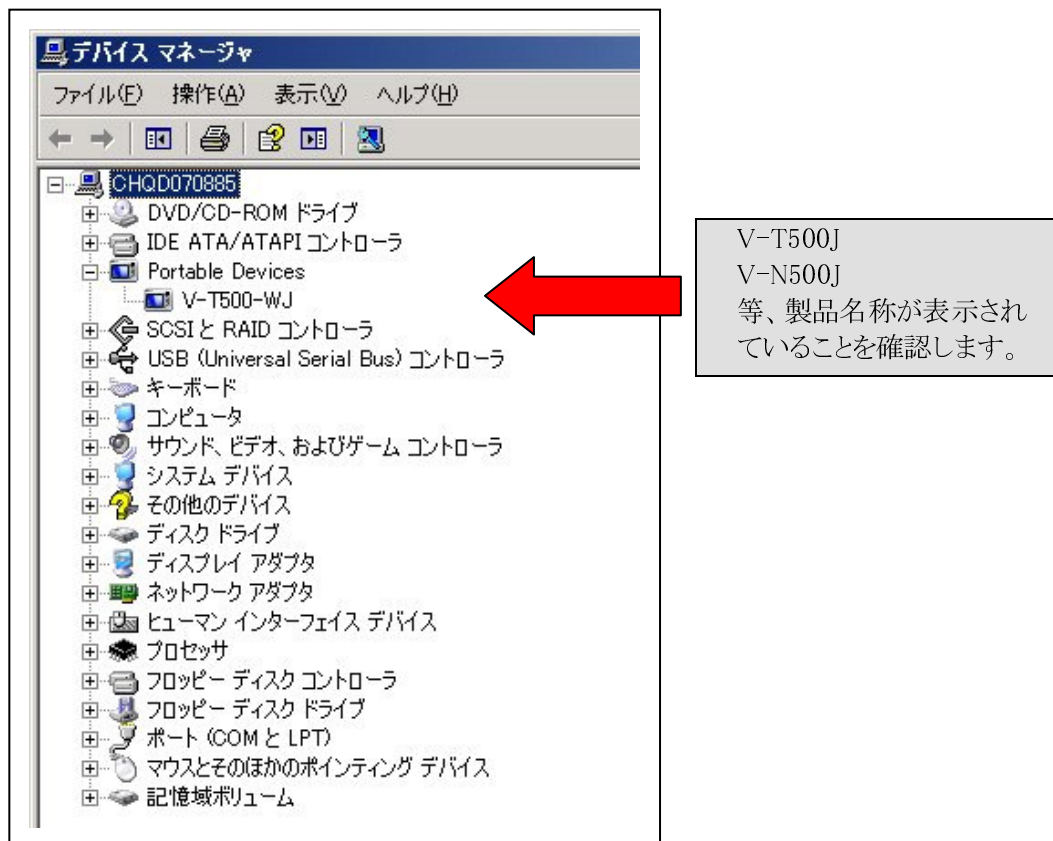 デバイス マネージャ
ファイル(F) 操作(A) 表示(V) ヘルプ(H)
CHQD070885
DVD/CD-ROM ドライブ
IDE ATA/ATAPI コントローラ
Portable Devices
V-T500-WJ
SCSI と RAID コントローラ
USB (Universal Serial Bus) コントローラ
キーボード
コンピュータ
サウンド、ビデオ、およびゲーム コントローラ
システム デバイス
その他のデバイス
ディスク ドライブ
ディスプレイ アダプタ
ネットワーク アダプタ
ヒューマン インターフェイス デバイス
プロセッサ
フロッピー ディスク コントローラ
フロッピー ディスク ドライブ
ポート (COM と LPT)
マウスとそのほかのポインティング デバイス
記憶域ボリューム
V-T500J
V-N500J
等、製品名称が表示され
ていることを確認します。